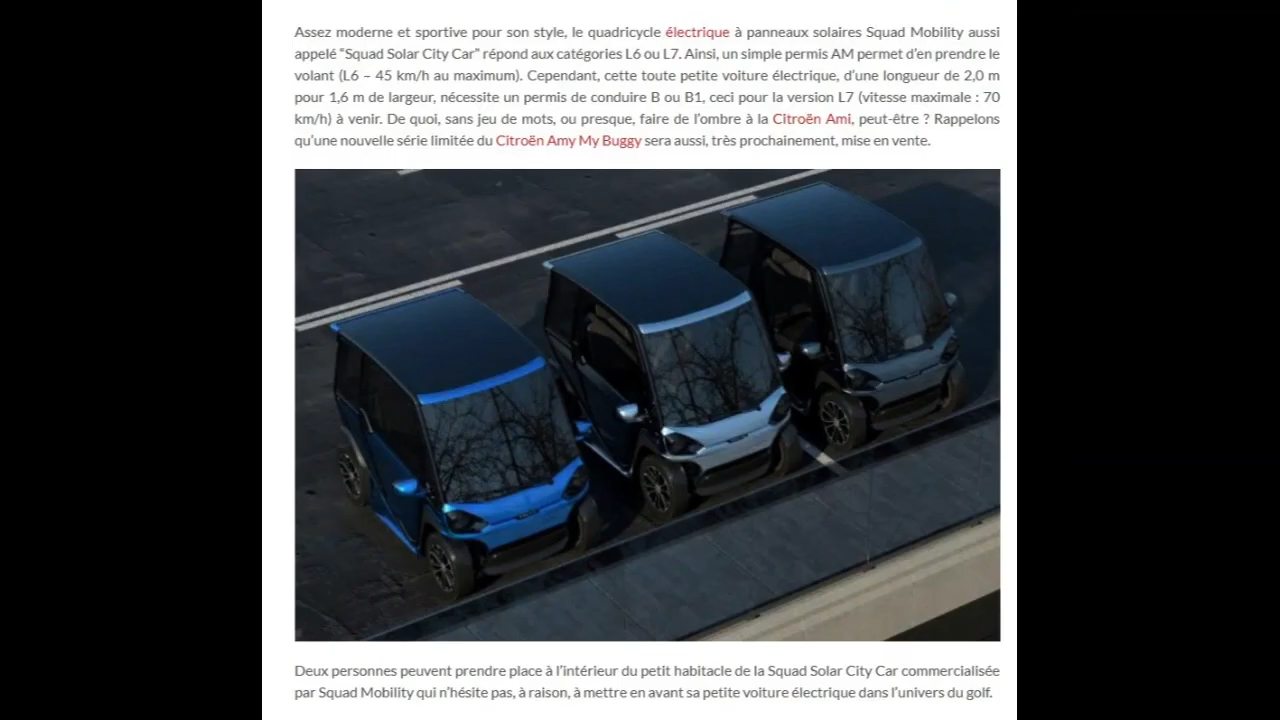 Assez moderne et sportive pour son style, le quadricycle électrique à panneaux solaires Squad Mobility aussi
appelé “Squad Solar City Car” répond aux catégories L6 ou L7. Ainsi, un simple permis AM permet d’en prendre le
volant (L6 – 45 km/h au maximum). Cependant, cette toute petite voiture électrique, d’une longueur de 2,0 m
pour 1,6 m de largeur, nécessite un permis de conduire B ou B1, ceci pour la version L7 (vitesse maximale : 70
km/h) à venir. De quoi, sans jeu de mots, ou presque, faire de l’ombre à la Citroën Ami, peut-être ? Rappelons
qu’une nouvelle série limitée du Citroën Amy My Buggy sera aussi, très prochainement, mise en vente.
Deux personnes peuvent prendre place à l’intérieur du petit habitacle de la Squad Solar City Car commercialisée
par Squad Mobility qui n’hésite pas, à raison, à mettre en avant sa petite voiture électrique dans l’univers du golf.